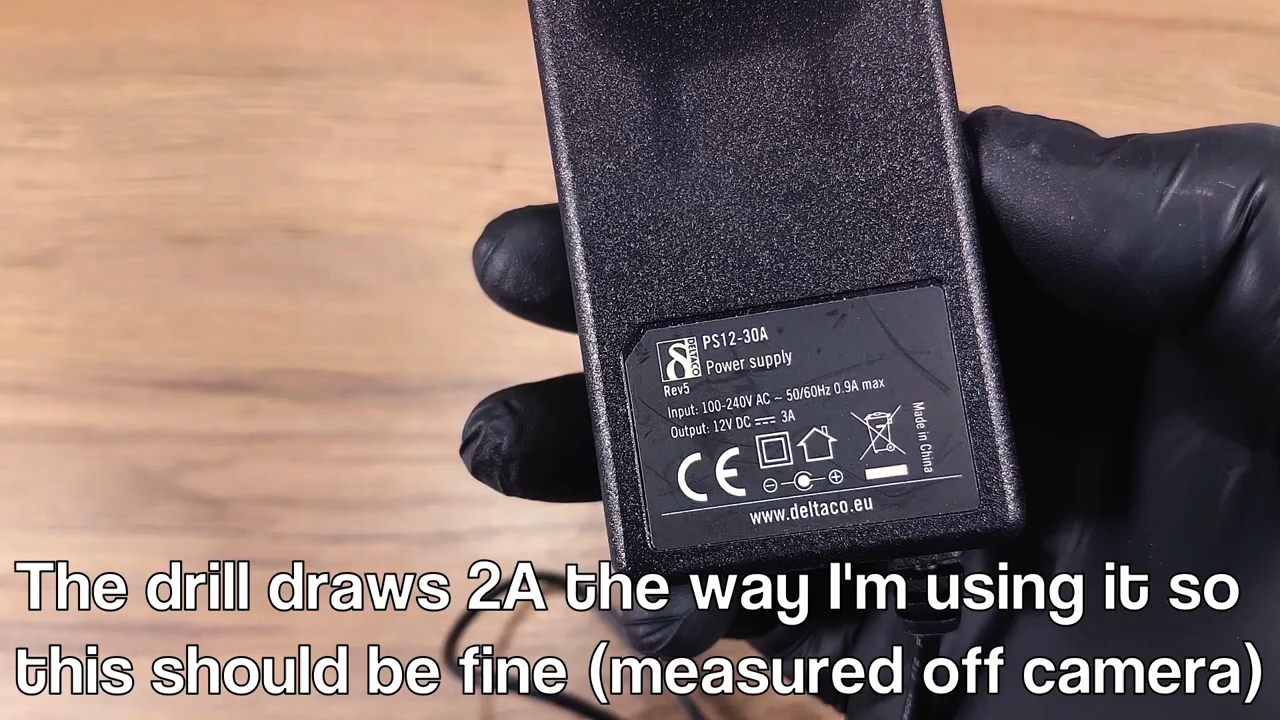 DELTACO
PS12-30A
Power supply
Rev5
Input: 100-240V AC ~ 50/60Hz 0.9A max
Output: 12V DC ⎓ 3A
Made in China
CE
www.deltaco.eu
The drill draws 2A the way I'm using it so
this should be fine (measured off camera)